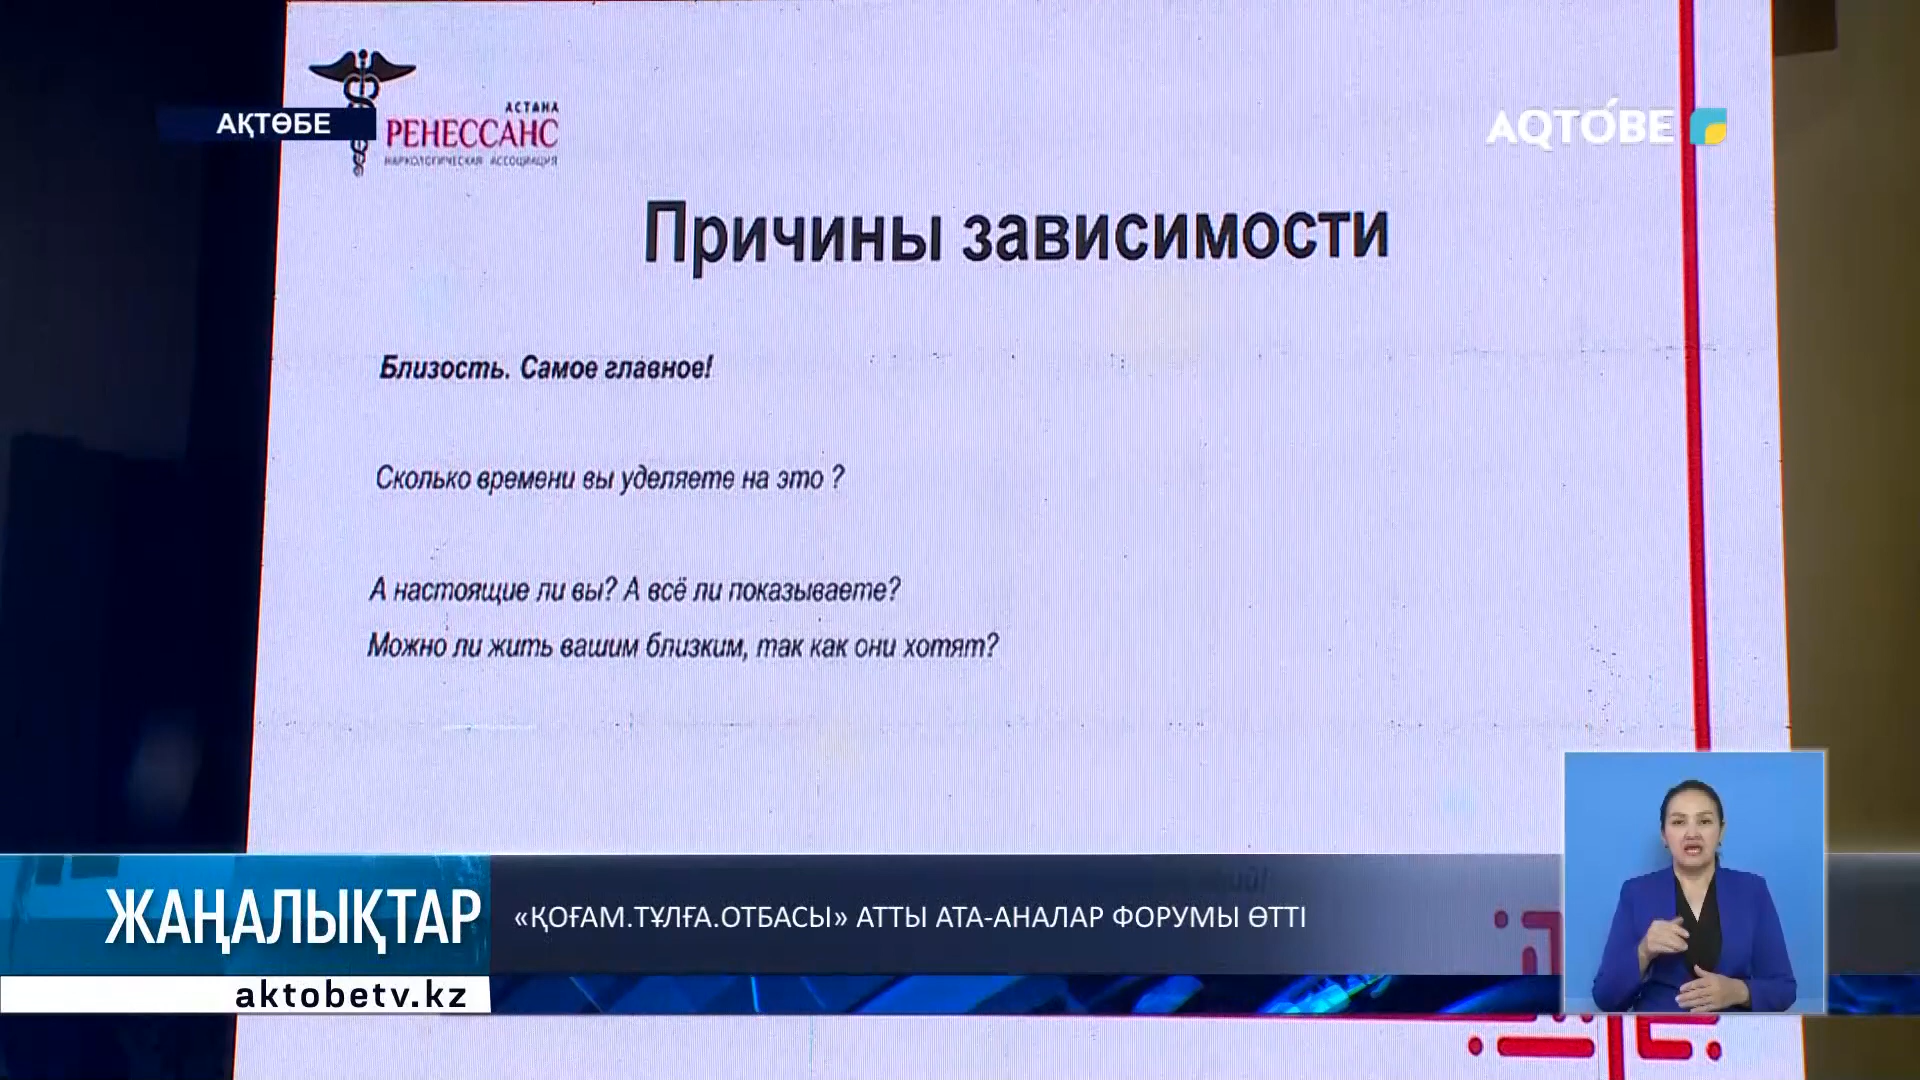 АСТАНА
РЕНЕССАНС
НАРКОЛОГИЧЕСКАЯ АССОЦИАЦИЯ
АҚТӨБЕ
AQTÓBE
Причины зависимости
Близость. Самое главное!
Сколько времени вы уделяете на это ?
А настоящие ли вы? А всё ли показываете?
Можно ли жить вашим близким, так как они хотят?
ЖАҢАЛЫҚТАР
«ҚОҒАМ.ТҰЛҒА.ОТБАСЫ» АТТЫ АТА-АНАЛАР ФОРУМЫ ӨТТІ
aktobetv.kz